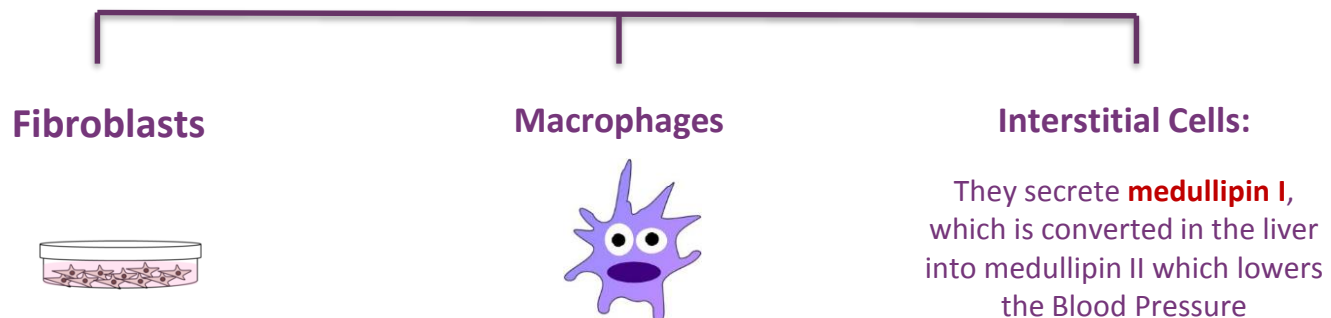 Fibroblasts
Macrophages
Interstitial Cells:
They secrete medullipin I,
which is converted in the liver
into medullipin II which lowers
the Blood Pressure